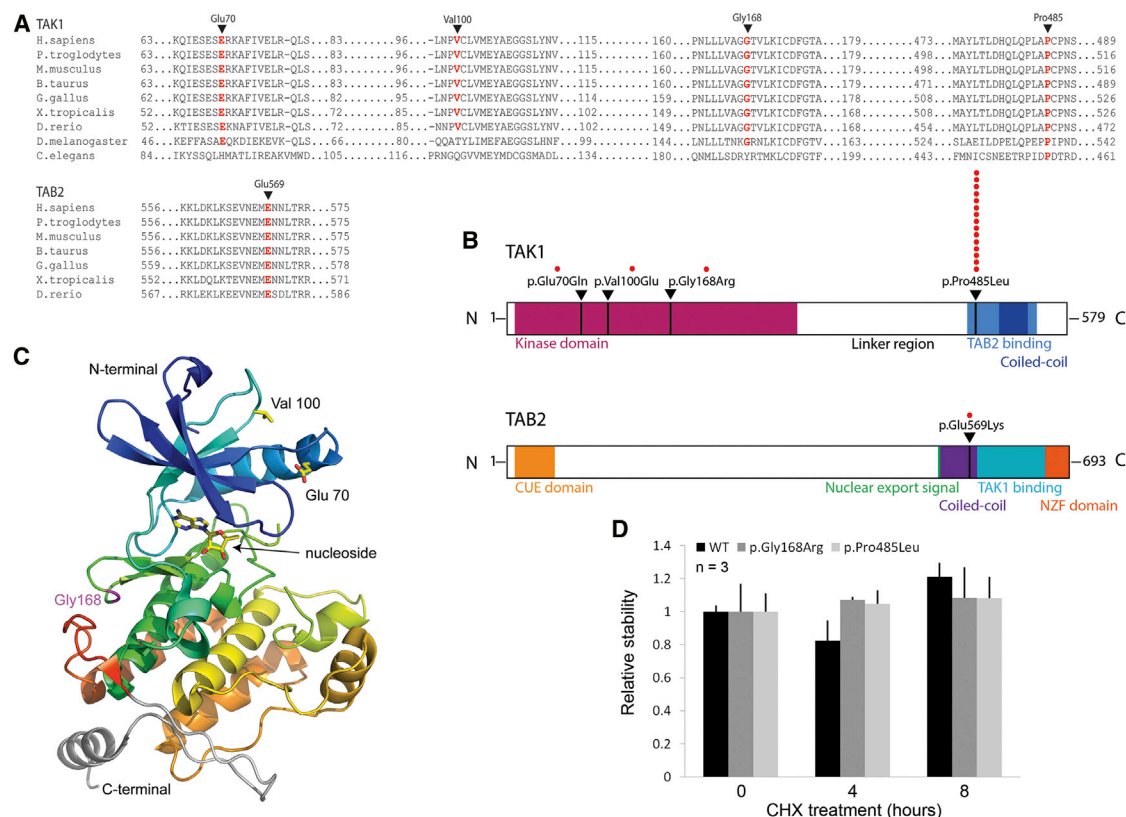 A
TAK1
Glu70 Val100 Gly168 Pro485
H.sapiens 63...KQIESESERKAFIVELR-QLS...83.........96...-LNPVCLVMEYAEGGSLYNV...115.........160...PNLLLVAGGTVLKICDFGTA...179.........473...MAYLTLDHQLQPLAPCPNS...489
P.troglodytes 63...KQIESESERKAFIVELR-QLS...83.........96...-LNPVCLVMEYAEGGSLYNV...115.........160...PNLLLVAGGTVLKICDFGTA...179.........498...MAYLTLDHQLQPLAPCPNS...516
M.musculus 63...KQIESESERKAFIVELR-QLS...83.........96...-LNPVCLVMEYAEGGSLYNV...115.........160...PNLLLVAGGTVLKICDFGTA...179.........498...MAYLTLDHQLQPLAPCPNS...516
B.taurus 63...KQIESESERKAFIVELR-QLS...83.........96...-LNPVCLVMEYAEGGSLYNV...115.........160...PNLLLVAGGTVLKICDFGTA...179.........471...MAYLTLDHQLQPLAPCPNS...489
G.gallus 62...KQIESESERKAFIVELR-QLS...82.........95...-LNPVCLVMEYAEGGSLYNV...114.........159...PNLLLVAGGTVLKICDFGTA...178.........508...MAYLTLDHQLQPLAPCPNS...526
X.tropicalis 52...KQIESESERKAFIVELR-QLS...72.........85...-LNPVCLVMEYAEGGSLYNV...104.........149...PNLLLVAGGTVLKICDFGTA...168.........508...MAYLTLDHQLQPLAPCPNS...526
D.rerio 52...KTIESESEKNAFIVELR-QLS...72.........85...-NNPVCLVMEYAEGGSLYNV...102.........149...PNLLLVAGGTVLKICDFGTA...168.........454...MAYLTLDHQLQPLAPCPNS...472
D.melanogaster 46...KEFFASAEQKDIEKEVK-QLS...66.........80...-QQATYLIMEFAEGGSLHNF...99.........144...PLNLLLTNKGRNLKICDFGTV...163.........508...SLAEILDPELQPEPPIPNS...526
C.elegans 84...IKYSSQLHMATLIREAKVMWD.105........116...PRNGQGVVMEYMDCGSMADL...134.........180...QNMLLSDRYRTMKLCDFGTF...199.........443...FMNICSNEETRPIDPDTRD...461
TAB2
Glu569
H.sapiens 556...KKLDKLKSEVNEMENNLTRR...575
P.troglodytes 556...KKLDKLKSEVNEMENNLTRR...575
M.musculus 556...KKLDKLKSEVNEMENNLTRR...575
B.taurus 556...KKLDKLKSEVNEMENNLTRR...575
G.gallus 559...KKLDKLKSEVNEMENNLTRR...578
X.tropicalis 552...KKLDQLKTEVNEMENNLTKR...571
D.rerio 567...RKLEKLKSEVNEMESDLTRR...586
B
TAK1
p.Glu70Gln p.Val100Glu p.Gly168Arg p.Pro485Leu
N 1 579 C
Kinase domain Linker region TAB2 binding
Coiled-coil
TAB2
p.Glu569Lys
N 1 693 C
CUE domain Nuclear export signal TAK1 binding
Coiled-coil NZF domain
C
N-terminal
Val 100
Glu 70
nucleoside
Gly168
C-terminal
D
WT p.Gly168Arg p.Pro485Leu
n = 3
Relative stability
1.4
1.2
1
0.8
0.6
0.4
0.2
0
0 4 8
CHX treatment (hours)